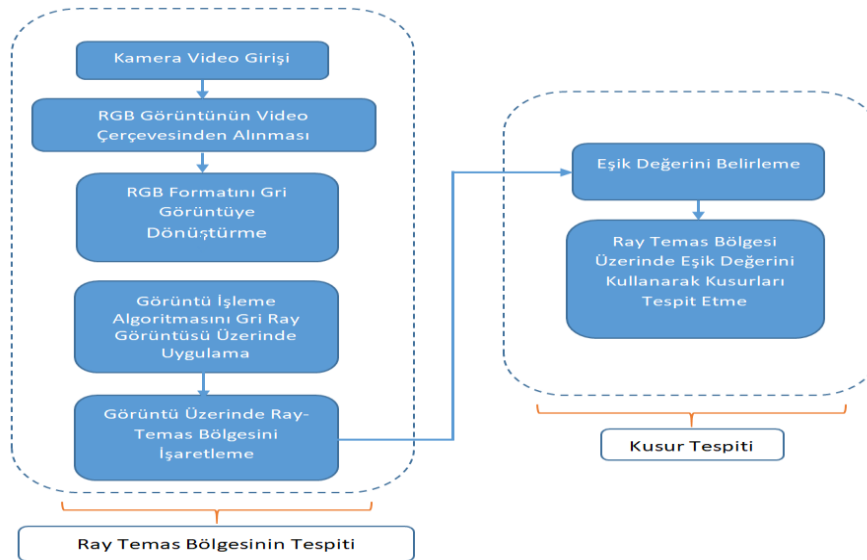 Kamera Video Girişi
RGB Görüntünün Video
Çerçevesinden Alınması
RGB Formatını Gri
Görüntüye
Dönüştürme
Görüntü İşleme
Algoritmasını Gri Ray
Görüntüsü Üzerinde
Uygulama
Görüntü Üzerinde Ray-
Temas Bölgesini
İşaretleme
Ray Temas Bölgesinin Tespiti
Eşik Değerini Belirleme
Ray Temas Bölgesi
Üzerinde Eşik Değerini
Kullanarak Kusurları
Tespit Etme
Kusur Tespiti